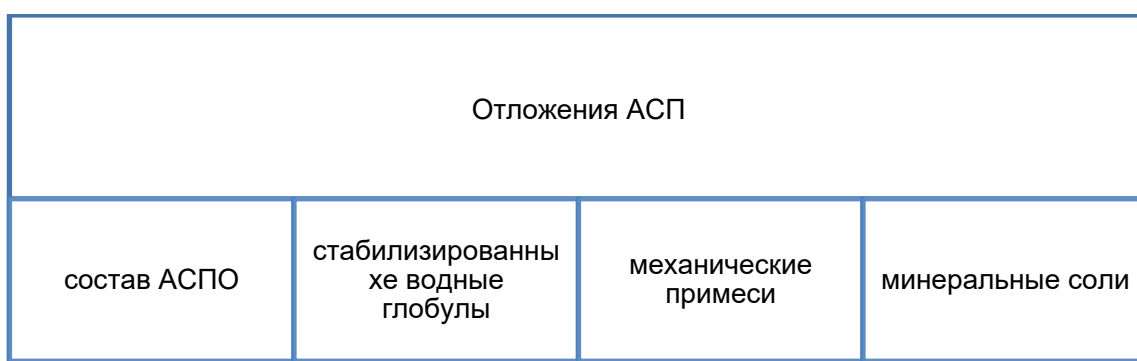 Отложения АСП
состав АСПО
стабилизированны
хе водные
глобулы
механические
примеси
минеральные соли